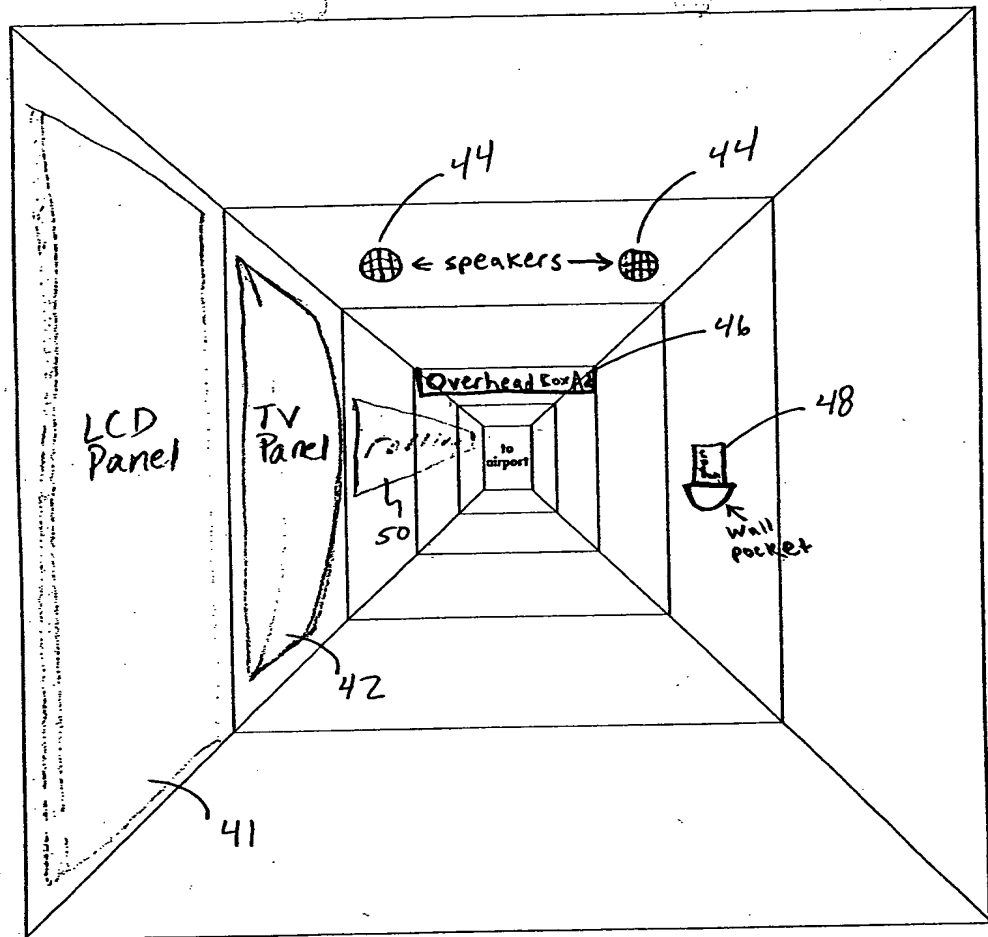 44
44
← speakers →
46
Overhead Box Ad
48
LCD
Panel
TV
Panel
to
airport
50
Wall
pocket
42
41